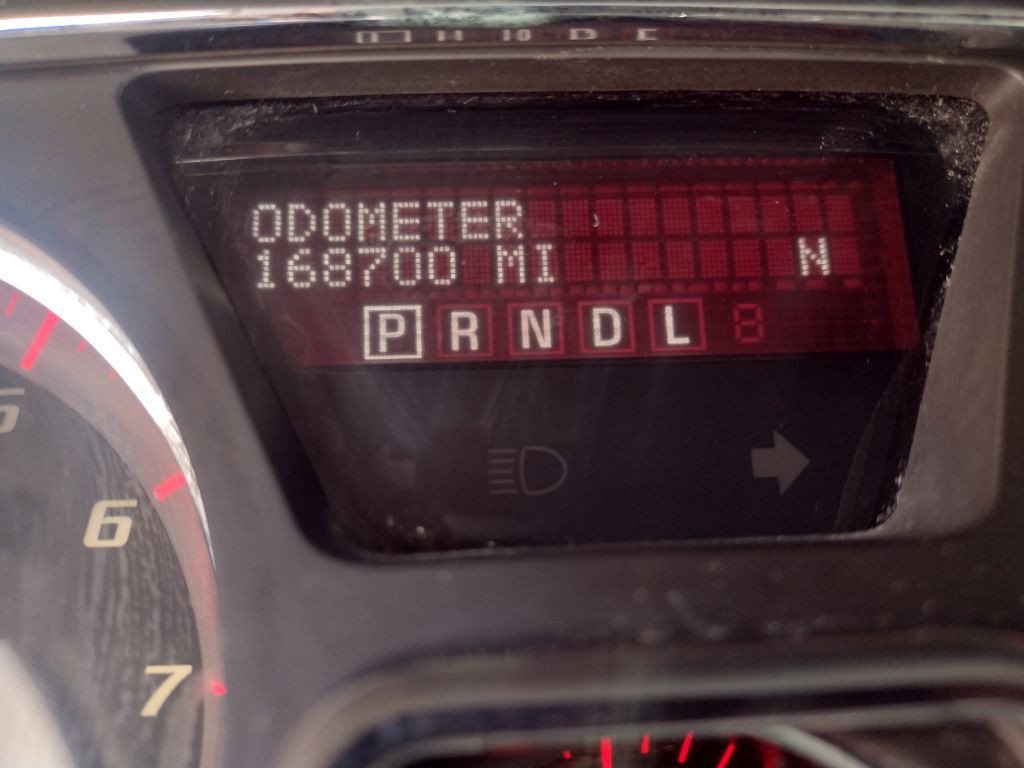 ODOMETER
168700 MI N
P R N D L
6
7